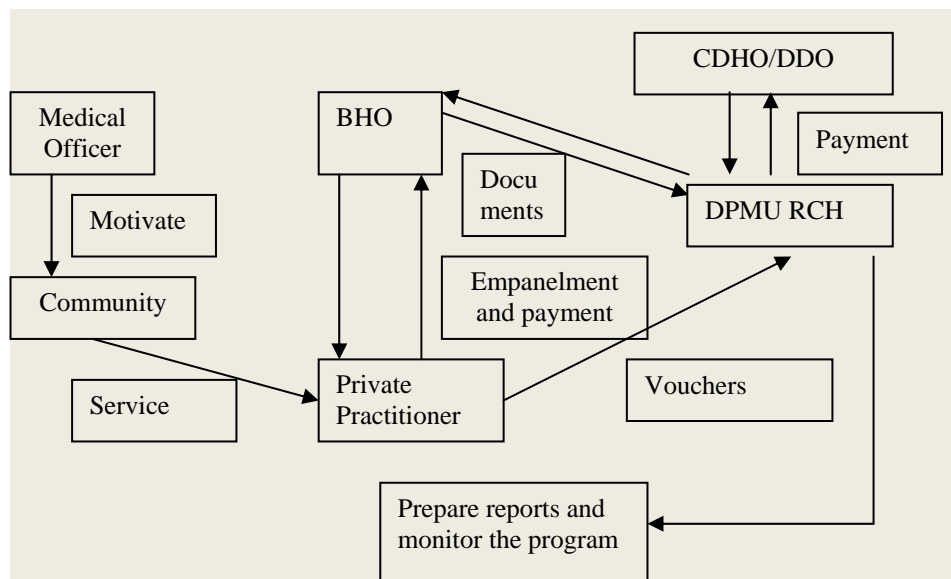 CDHO/DDO
Medical
Officer
BHO
Payment
Docu
ments
DPMU RCH
Motivate
Community
Empanelment
and payment
Private
Practitioner
Vouchers
Service
Prepare reports and
monitor the program